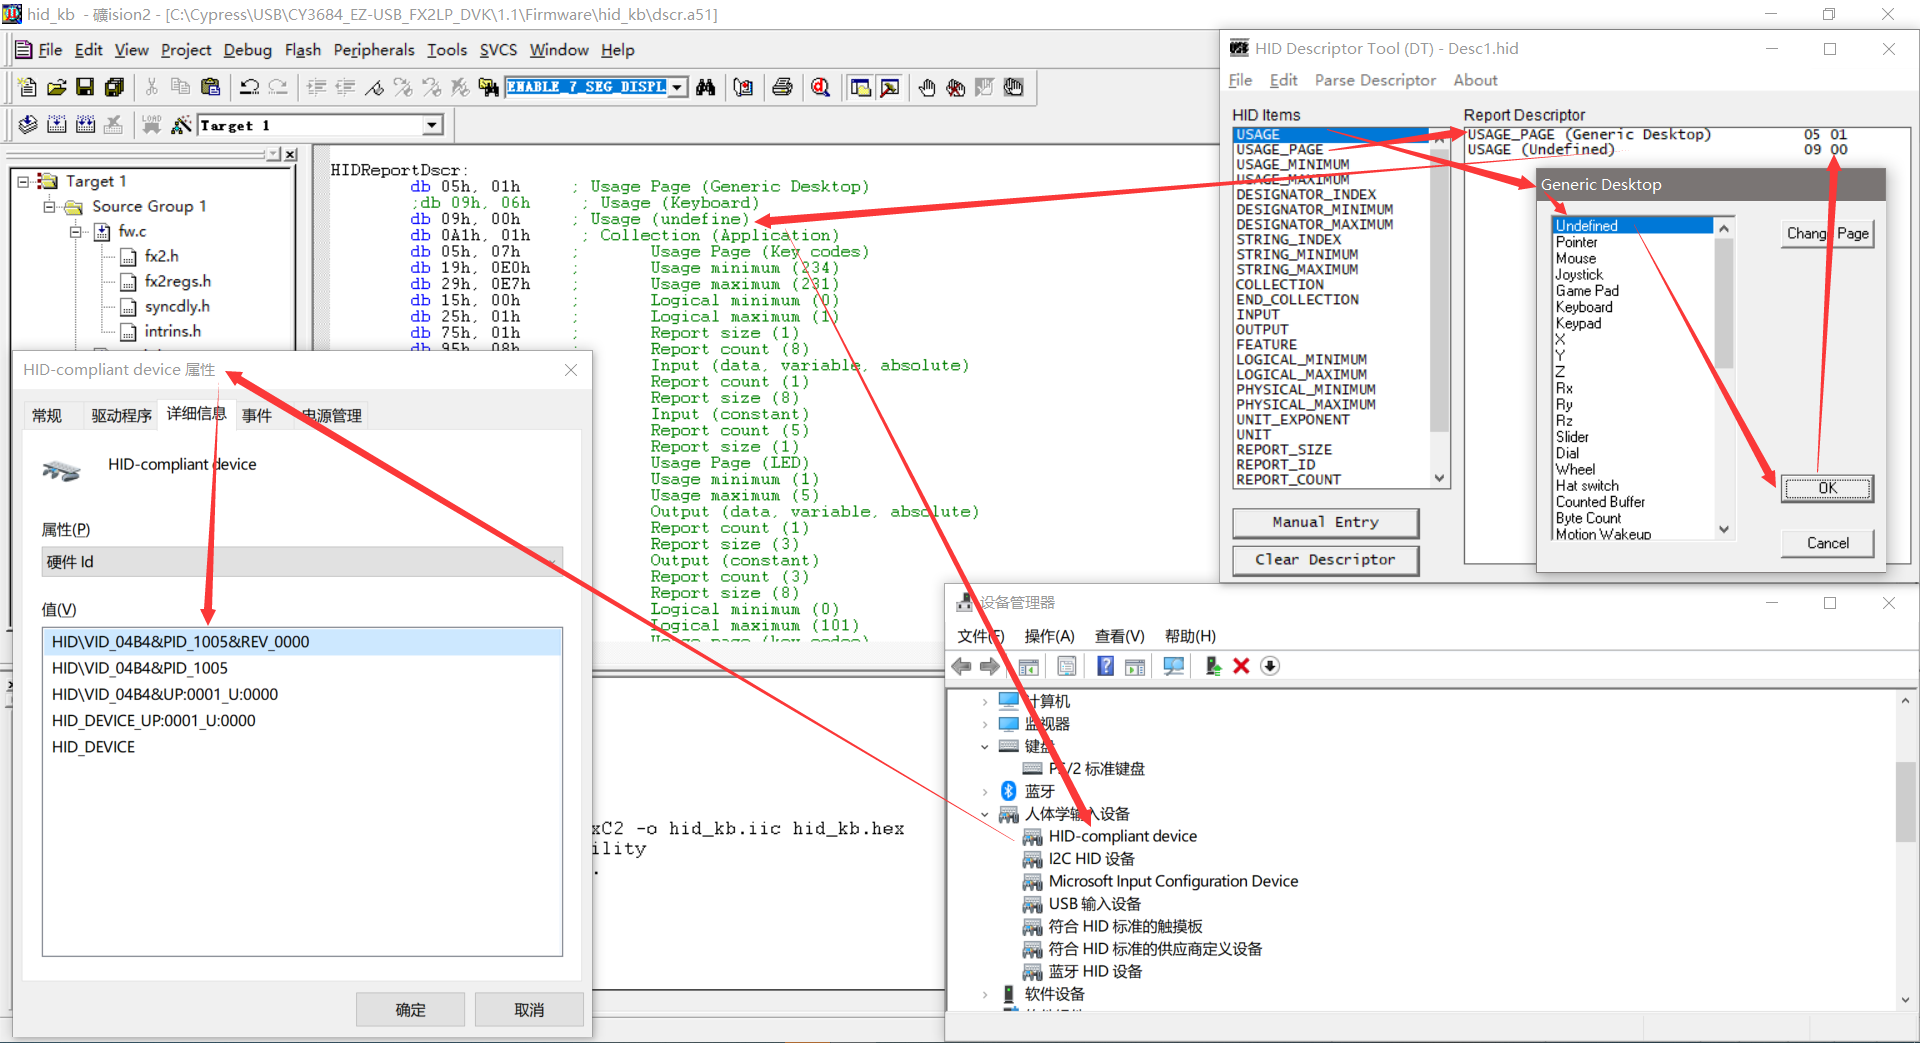 hid_kb - 礦ision2 - [C:\Cypress\USB\CY3684_EZ-USB_FX2LP_DVK\1.1\Firmware\hid_kb\dscr.a51]
File Edit View Project Debug Flash Peripherals Tools SVCS Window Help
ENABLE_7_SEG_DISPL
LOAD
Target 1
Target 1
Source Group 1
fw.c
fx2.h
fx2regs.h
syncdly.h
intrins.h
HIDReportDscr:
db 05h, 01h ; Usage Page (Generic Desktop)
;db 09h, 06h ; Usage (Keyboard)
db 09h, 00h ; Usage (undefine)
db 0A1h, 01h ; Collection (Application)
db 05h, 07h ; Usage Page (Key codes)
db 19h, 0E0h ; Usage minimum (234)
db 29h, 0E7h ; Usage maximum (231)
db 15h, 00h ; Logical minimum (0)
db 25h, 01h ; Logical maximum (1)
db 75h, 01h ; Report size (1)
db 95h, 08h ; Report count (8)
Input (data, variable, absolute)
Report count (1)
Report size (8)
Input (constant)
Report count (5)
Report size (1)
Usage Page (LED)
Usage minimum (1)
Usage maximum (5)
Output (data, variable, absolute)
Report count (1)
Report size (3)
Output (constant)
Report count (3)
Report size (8)
Logical minimum (0)
Logical maximum (101)
Usage page (key codes)
xC2 -o hid_kb.iic hid_kb.hex
ility
.
HID-compliant device 属性
常规 驱动程序 详细信息 事件 电源管理
HID-compliant device
属性(P)
硬件 Id
值(V)
HID\VID_04B4&PID_1005&REV_0000
HID\VID_04B4&PID_1005
HID\VID_04B4&UP:0001_U:0000
HID_DEVICE_UP:0001_U:0000
HID_DEVICE
确定 取消
HID Descriptor Tool (DT) - Desc1.hid
File Edit Parse Descriptor About
HID Items
USAGE
USAGE_PAGE
USAGE_MINIMUM
USAGE_MAXIMUM
DESIGNATOR_INDEX
DESIGNATOR_MINIMUM
DESIGNATOR_MAXIMUM
STRING_INDEX
STRING_MINIMUM
STRING_MAXIMUM
COLLECTION
END_COLLECTION
INPUT
OUTPUT
FEATURE
LOGICAL_MINIMUM
LOGICAL_MAXIMUM
PHYSICAL_MINIMUM
PHYSICAL_MAXIMUM
UNIT_EXPONENT
UNIT
REPORT_SIZE
REPORT_ID
REPORT_COUNT
Manual Entry
Clear Descriptor
Report Descriptor
USAGE_PAGE (Generic Desktop) 05 01
USAGE (Undefined) 09 00
Generic Desktop
Undefined
Pointer
Mouse
Joystick
Game Pad
Keyboard
Keypad
X
Y
Z
Rx
Ry
Rz
Slider
Dial
Wheel
Hat switch
Counted Buffer
Byte Count
Motion Wakeup
Change Page
OK
Cancel
设备管理器
文件(F) 操作(A) 查看(V) 帮助(H)
计算机
监视器
键盘
PS/2 标准键盘
蓝牙
人体学输入设备
HID-compliant device
I2C HID 设备
Microsoft Input Configuration Device
USB 输入设备
符合 HID 标准的触摸板
符合 HID 标准的供应商定义设备
蓝牙 HID 设备
软件设备